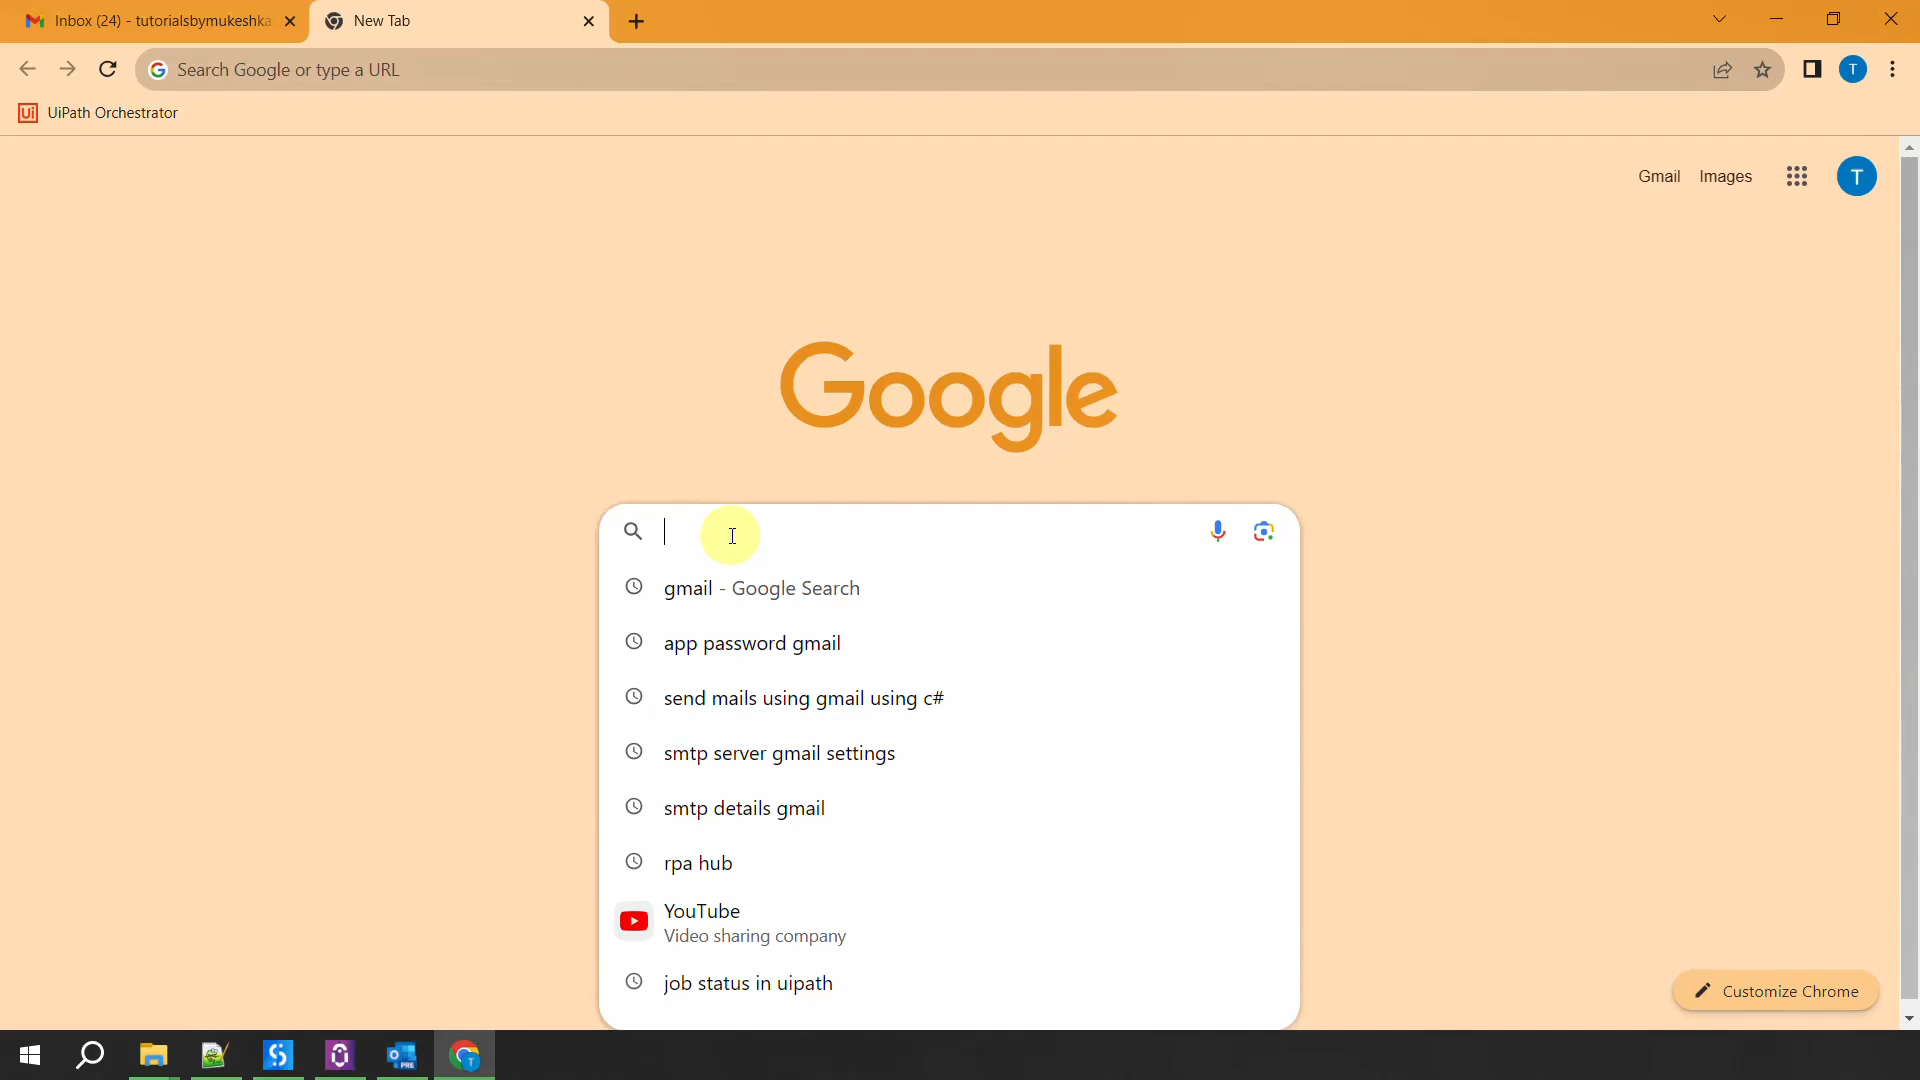 Inbox (24) - tutorialsbymukeshka
New Tab
Search Google or type a URL
T
Ui UiPath Orchestrator
Gmail
Images
T
Google
gmail - Google Search
app password gmail
send mails using gmail using c#
smtp server gmail settings
smtp details gmail
rpa hub
YouTube
Video sharing company
job status in uipath
Customize Chrome
PRE
T